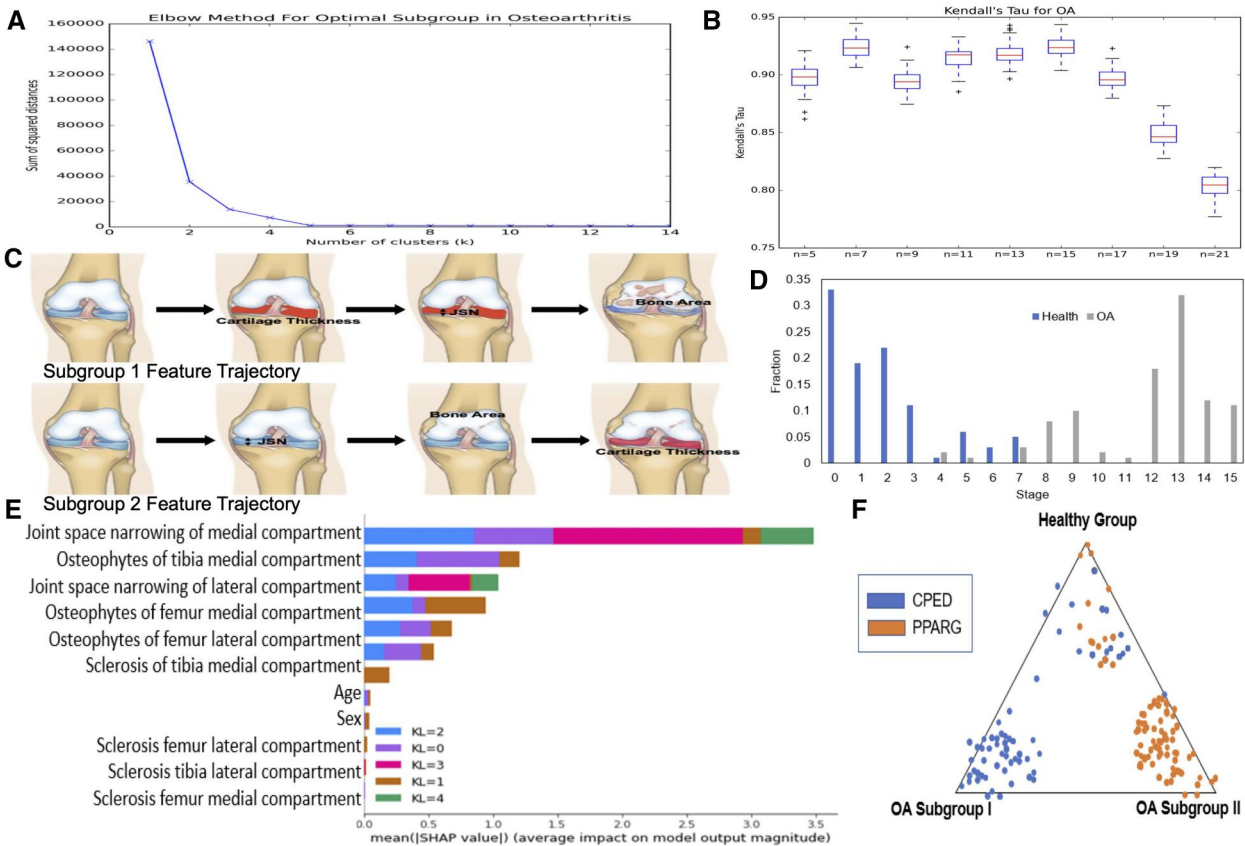 A
Elbow Method For Optimal Subgroup in Osteoarthritis
160000
140000
120000
100000
80000
60000
40000
20000
0
Sum of squared distances
0 2 4 6 8 10 12 14
Number of clusters (k)
B
Kendall's Tau for OA
0.95
0.90
0.85
0.80
0.75
Kendall's Tau
n=5 n=7 n=9 n=11 n=13 n=15 n=17 n=19 n=21
C
Cartilage Thickness
JSN
Bone Area
Subgroup 1 Feature Trajectory
JSN
Bone Area
Cartilage Thickness
Subgroup 2 Feature Trajectory
D
0.35
0.3
0.25
0.2
0.15
0.1
0.05
0
Fraction
Health OA
0 1 2 3 4 5 6 7 8 9 10 11 12 13 14 15
Stage
E
Joint space narrowing of medial compartment
Osteophytes of tibia medial compartment
Joint space narrowing of lateral compartment
Osteophytes of femur medial compartment
Osteophytes of femur lateral compartment
Sclerosis of tibia medial compartment
Age
Sex
Sclerosis femur lateral compartment
Sclerosis tibia lateral compartment
Sclerosis femur medial compartment
KL=2
KL=0
KL=3
KL=1
KL=4
0.0 0.5 1.0 1.5 2.0 2.5 3.0 3.5
mean(|SHAP value|) (average impact on model output magnitude)
F
Healthy Group
CPED
PPARG
OA Subgroup I
OA Subgroup II